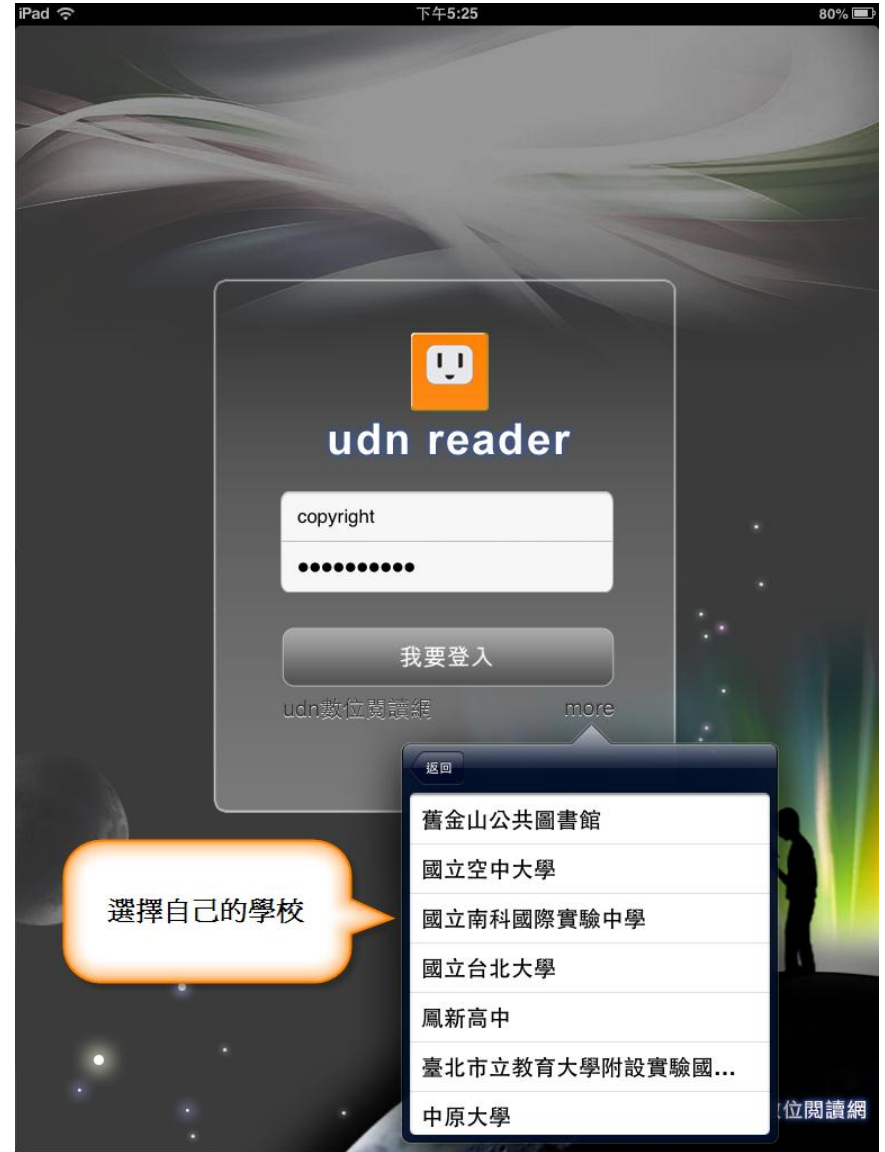 iPad 下午5:25 80%
udn reader
copyright
••••••••••
我要登入
udn數位閱讀網 more
返回
舊金山公共圖書館
國立空中大學
國立南科國際實驗中學
選擇自己的學校
國立台北大學
鳳新高中
臺北市立教育大學附設實驗國...
中原大學
位閱讀網